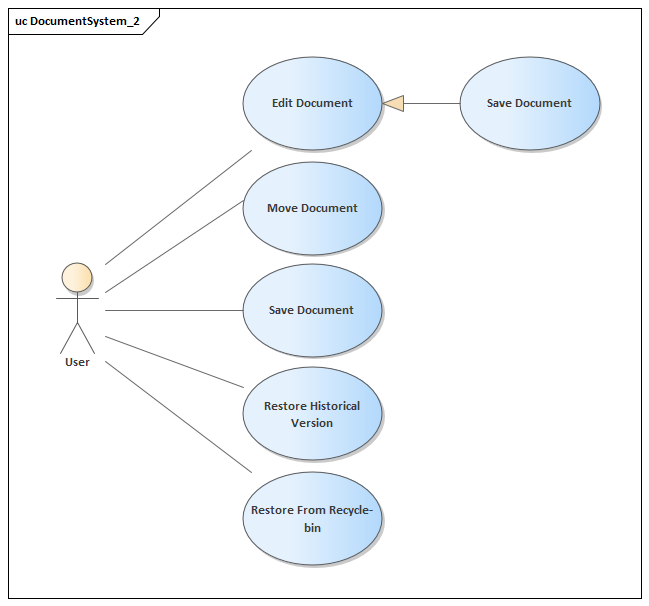 uc DocumentSystem_2
Edit Document
Save Document
Move Document
Save Document
User
Restore Historical
Version
Restore From Recycle-
bin